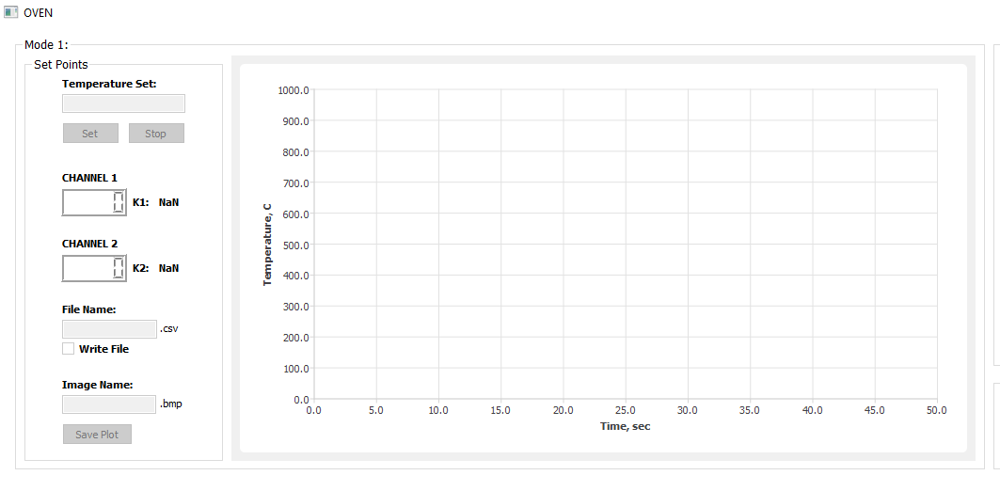 OVEN
Mode 1:
Set Points
Temperature Set:
Set Stop
CHANNEL 1
0 K1: NaN
CHANNEL 2
0 K2: NaN
File Name:
.csv
Write File
Image Name:
.bmp
Save Plot
1000.0
900.0
800.0
700.0
600.0
500.0
400.0
300.0
200.0
100.0
0.0
Temperature, C
0.0 5.0 10.0 15.0 20.0 25.0 30.0 35.0 40.0 45.0 50.0
Time, sec